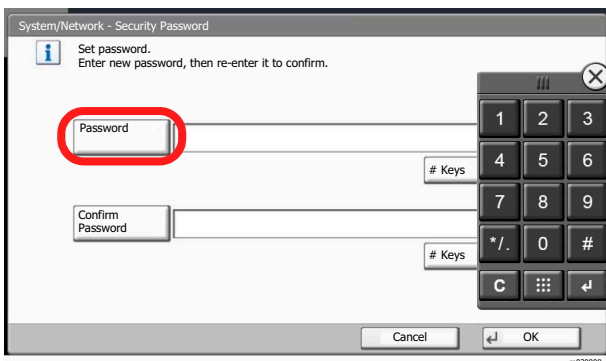 System/Network - Security Password
i
Set password.
Enter new password, then re-enter it to confirm.
Password
# Keys
Confirm
Password
# Keys
1 2 3
4 5 6
7 8 9
*/. 0 #
C
Cancel
OK